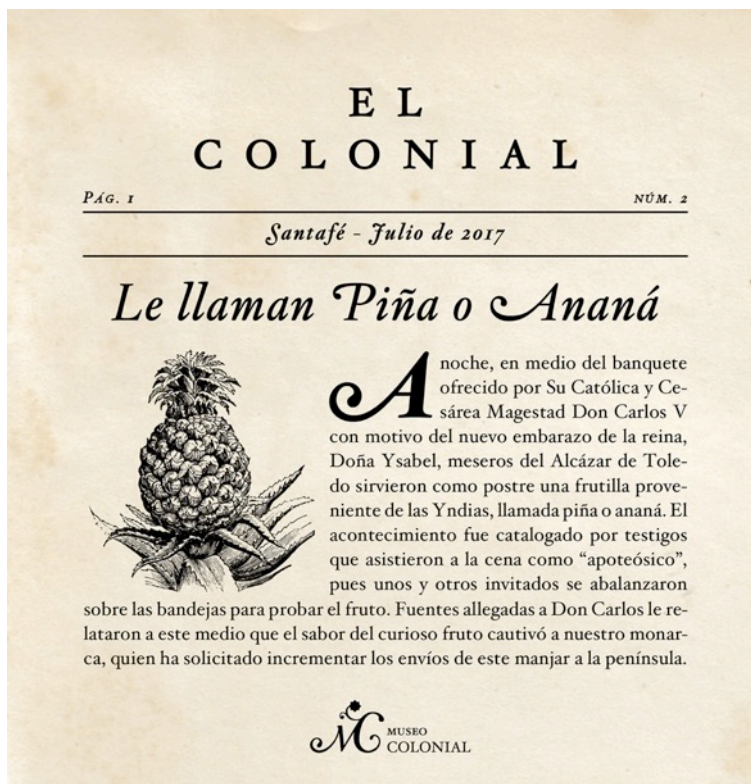 EL
COLONIAL
PÁG. 1
NÚM. 2
Santafé - Julio de 2017
Le llaman Piña o Ananá
Anoche, en medio del banquete
ofrecido por Su Católica y Ce-
sárea Magestad Don Carlos V
con motivo del nuevo embarazo de la reina,
Doña Ysabel, meseros del Alcázar de Tole-
do sirvieron como postre una frutilla prove-
niente de las Yndias, llamada piña o ananá. El
acontecimiento fue catalogado por testigos
que asistieron a la cena como “apoteósico”,
pues unos y otros invitados se abalanzaron
sobre las bandejas para probar el fruto. Fuentes allegadas a Don Carlos le re-
lataron a este medio que el sabor del curioso fruto cautivó a nuestro monar-
ca, quien ha solicitado incrementar los envíos de este manjar a la península.
MC
MUSEO
COLONIAL